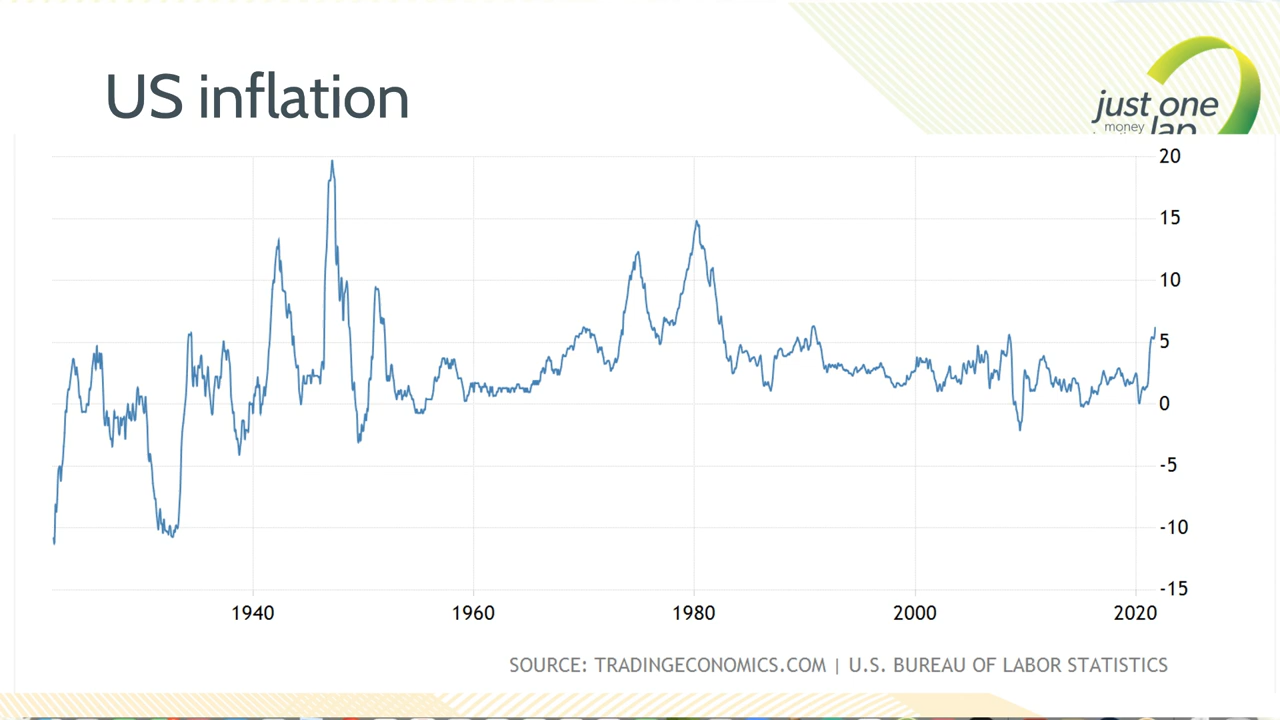 US inflation
just one
money
lap
20
15
10
5
0
-5
-10
-15
1940 1960 1980 2000 2020
SOURCE: TRADINGECONOMICS.COM | U.S. BUREAU OF LABOR STATISTICS